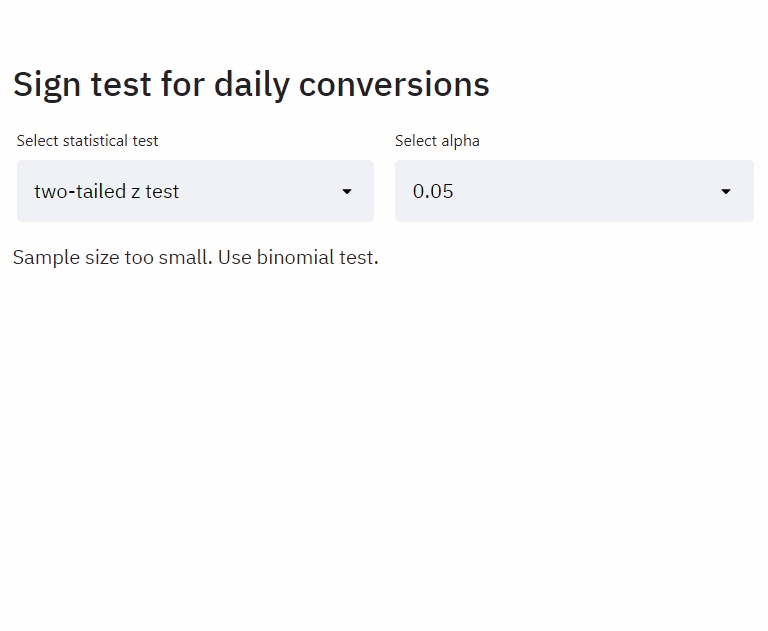 Sign test for daily conversions
Select statistical test
Select alpha
two-tailed z test
0.05
Sample size too small. Use binomial test.